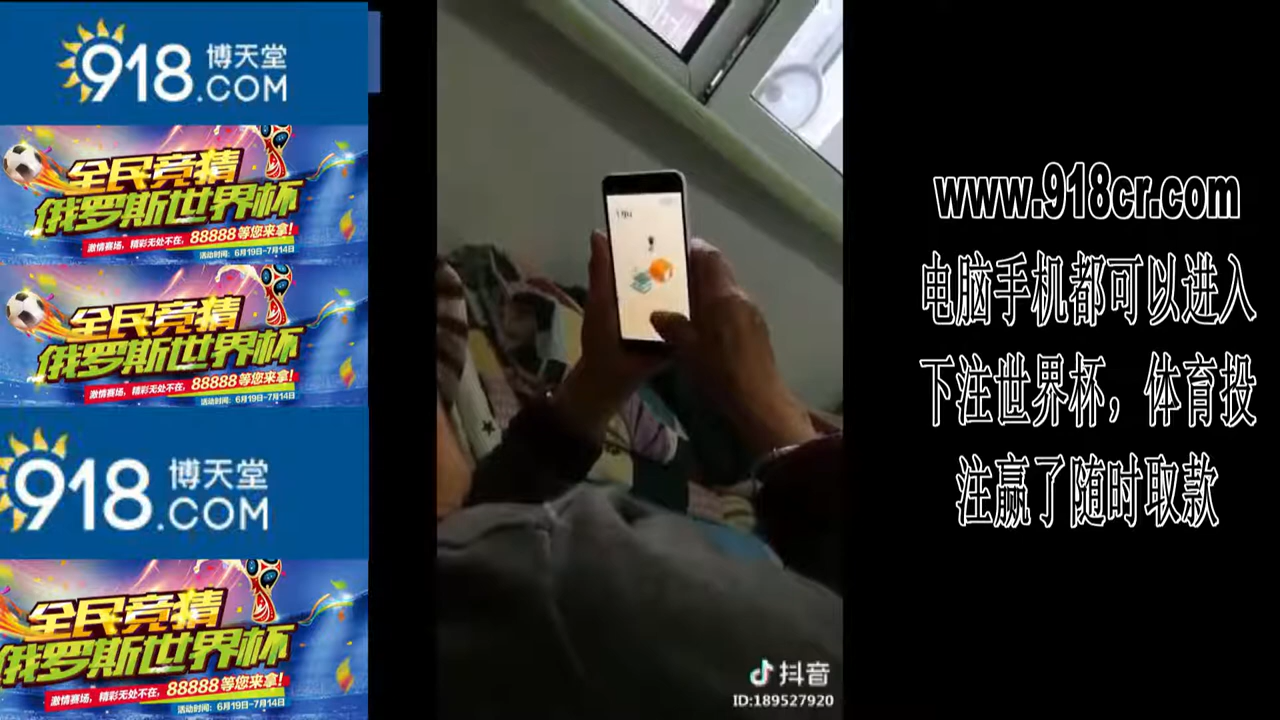 918博天堂
.COM
全民竞猜
俄罗斯世界杯
激情赛场，精彩无处不在，88888等您来拿！
活动时间：6月19日-7月14日
全民竞猜
俄罗斯世界杯
激情赛场，精彩无处不在，88888等您来拿！
活动时间：6月19日-7月14日
918博天堂
.COM
全民竞猜
俄罗斯世界杯
激情赛场，精彩无处不在，88888等您来拿！
活动时间：6月19日-7月14日
抖音
ID:189527920
www.918cr.com
电脑手机都可以进入
下注世界杯，体育投
注赢了随时取款